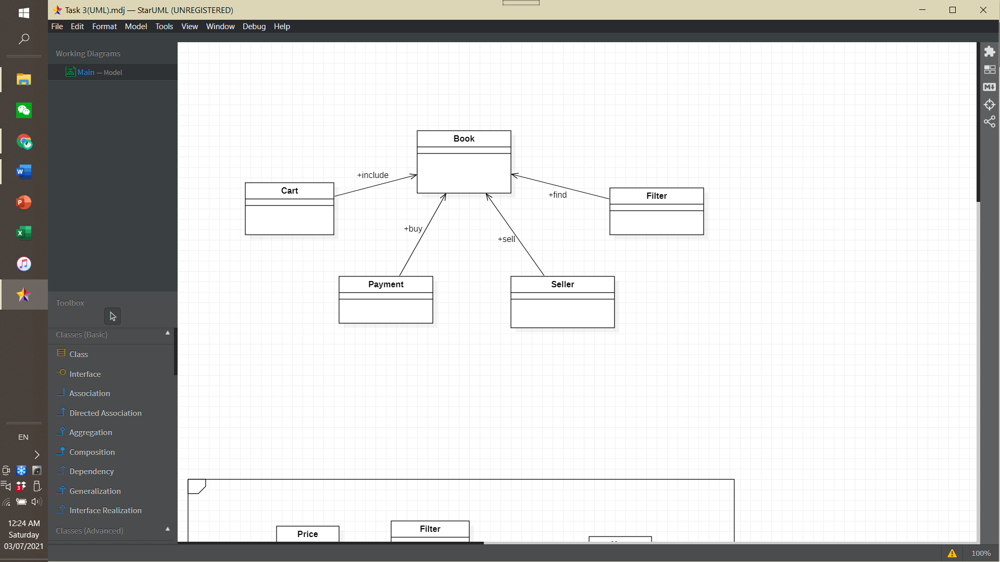 Task 3(UML).mdj — StarUML (UNREGISTERED)
File Edit Format Model Tools View Window Debug Help
Working Diagrams
Main — Model
Book
+include
Cart
+find
Filter
+buy
+sell
Payment
Seller
Toolbox
Classes (Basic)
Class
Interface
Association
Directed Association
Aggregation
Composition
Dependency
Generalization
Interface Realization
Classes (Advanced)
Price
Filter
EN
3
12:24 AM
Saturday
03/07/2021
100%